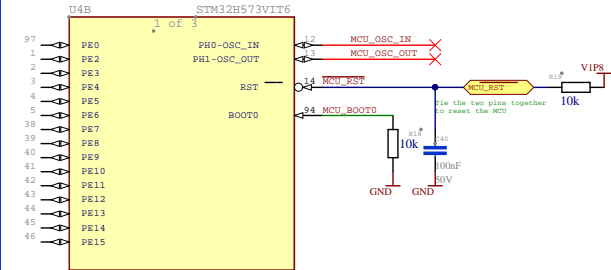 U4B STM32H573VIT6
1 of 3
97 PE0 PH0-OSC_IN 12 MCU_OSC_IN
1 PE2 PH1-OSC_OUT 13 MCU_OSC_OUT
2 PE3
3 PE4 RST 14 MCU_RST MCU_RST R19 10k V1P8
4 PE5
5 PE6 BOOT0 94 MCU_BOOT0
Tie the two pins together
to reset the MCU
38 PE7
39 PE8
40 PE9
41 PE10
42 PE11
43 PE12
44 PE13
45 PE14
46 PE15
R18 10k
C40
100nF
50V
GND GND